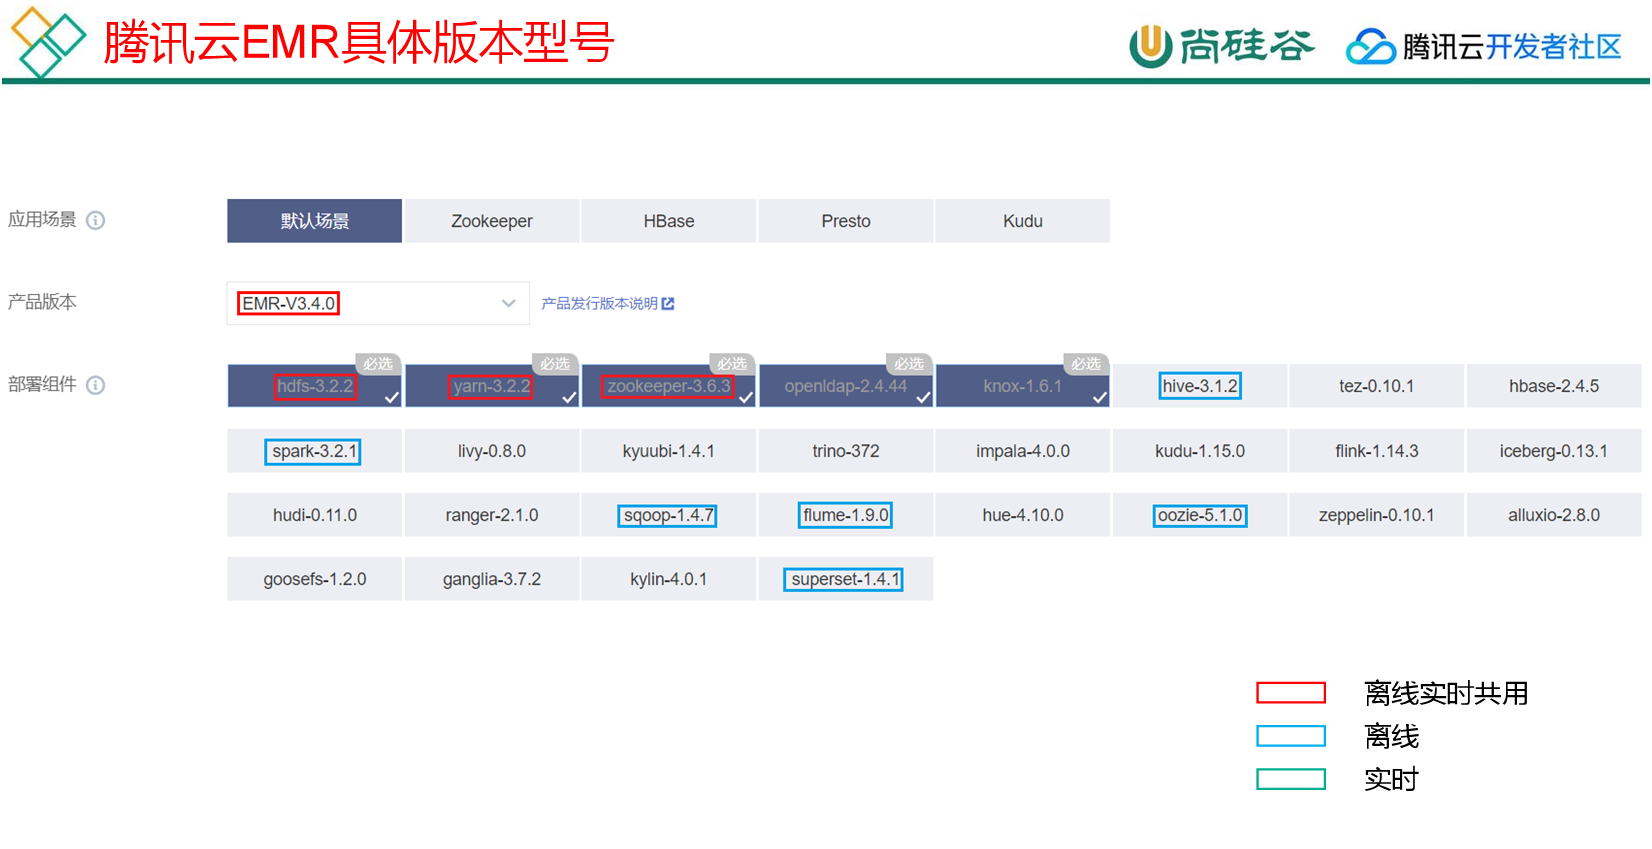 腾讯云EMR具体版本型号
尚硅谷 腾讯云开发者社区
应用场景 默认场景 Zookeeper HBase Presto Kudu
产品版本 EMR-V3.4.0 产品发行版本说明
必选 必选 必选 必选 必选
部署组件 hdfs-3.2.2 yarn-3.2.2 zookeeper-3.6.3 openldap-2.4.44 knox-1.6.1 hive-3.1.2 tez-0.10.1 hbase-2.4.5
spark-3.2.1 livy-0.8.0 kyuubi-1.4.1 trino-372 impala-4.0.0 kudu-1.15.0 flink-1.14.3 iceberg-0.13.1
hudi-0.11.0 ranger-2.1.0 sqoop-1.4.7 flume-1.9.0 hue-4.10.0 oozie-5.1.0 zeppelin-0.10.1 alluxio-2.8.0
goosefs-1.2.0 ganglia-3.7.2 kylin-4.0.1 superset-1.4.1
离线实时共用
离线
实时